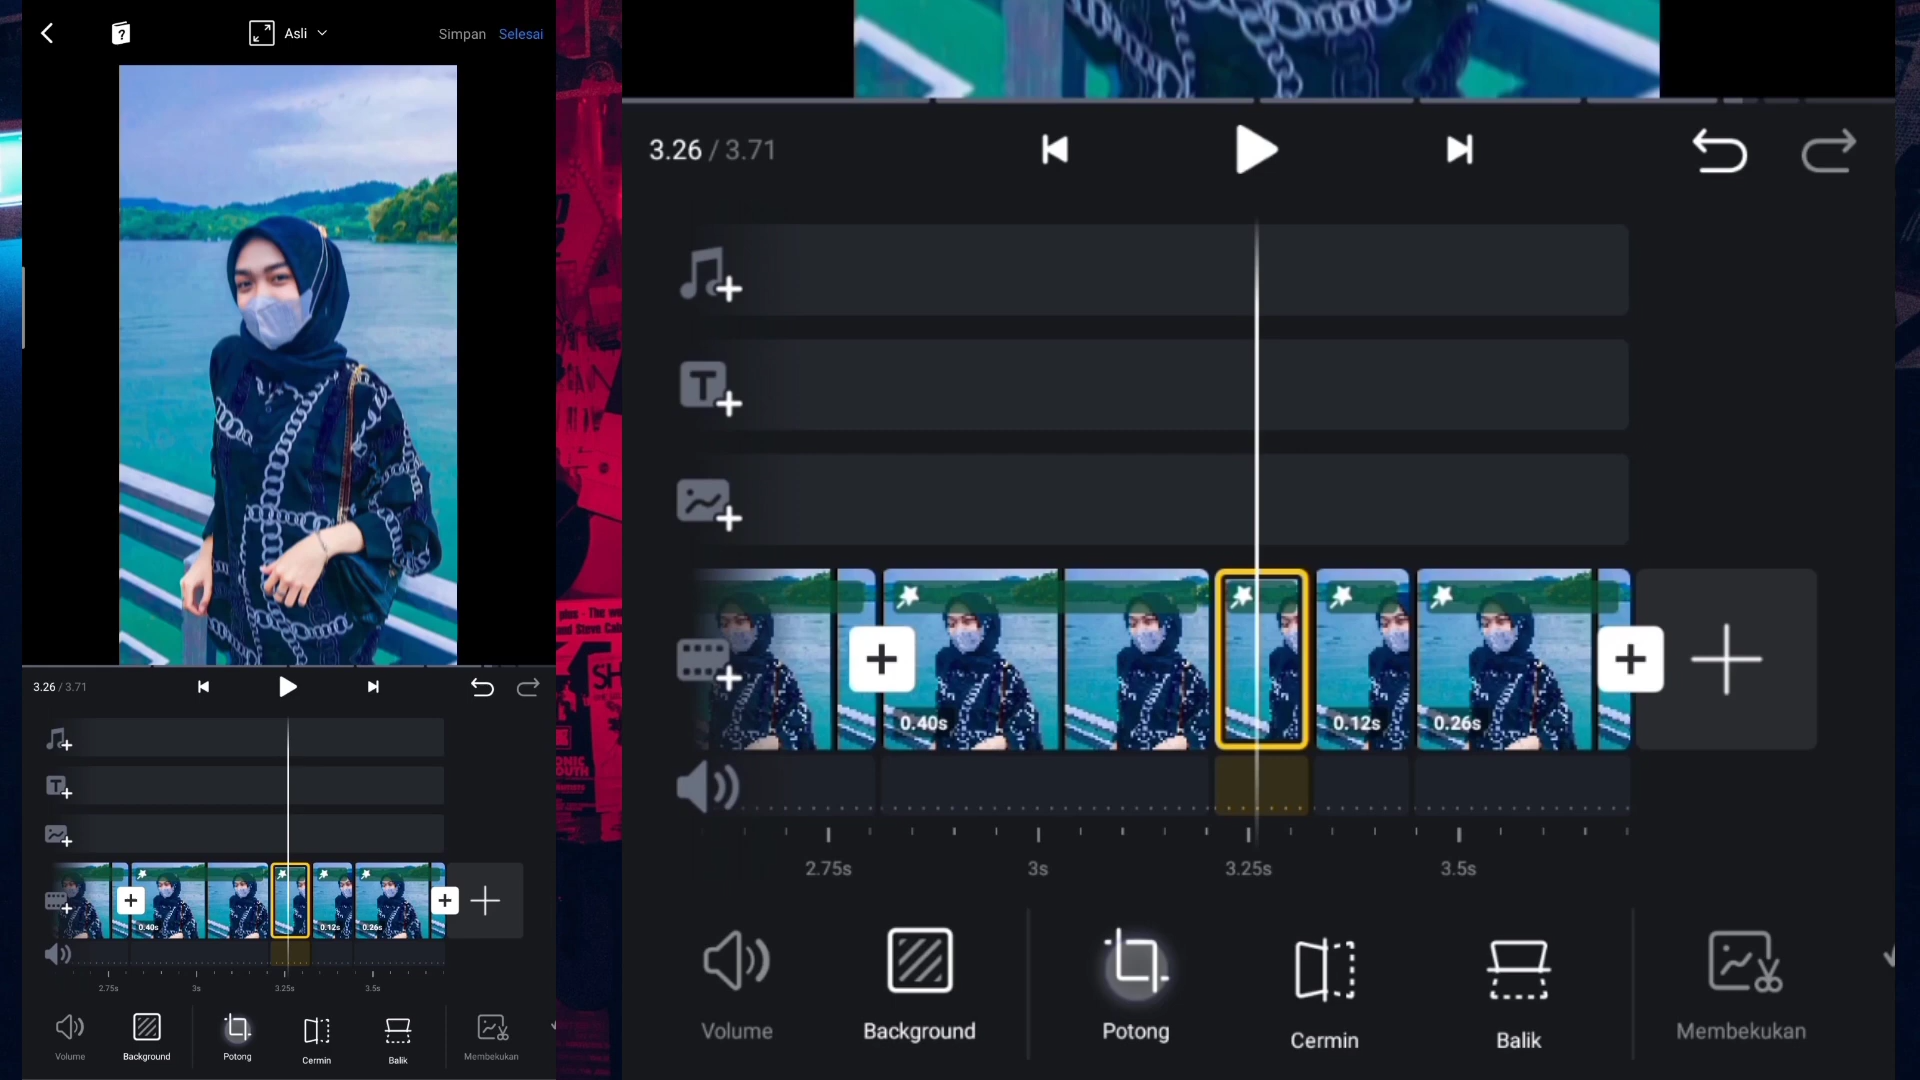 Asli
Simpan
Selesai
3.26 / 3.71
0.40s
0.12s
0.26s
2.75s
3s
3.25s
3.5s
Volume
Background
Potong
Cermin
Balik
Membekukan
3.26 / 3.71
0.40s
0.12s
0.26s
2.75s
3s
3.25s
3.5s
Volume
Background
Potong
Cermin
Balik
Membekukan